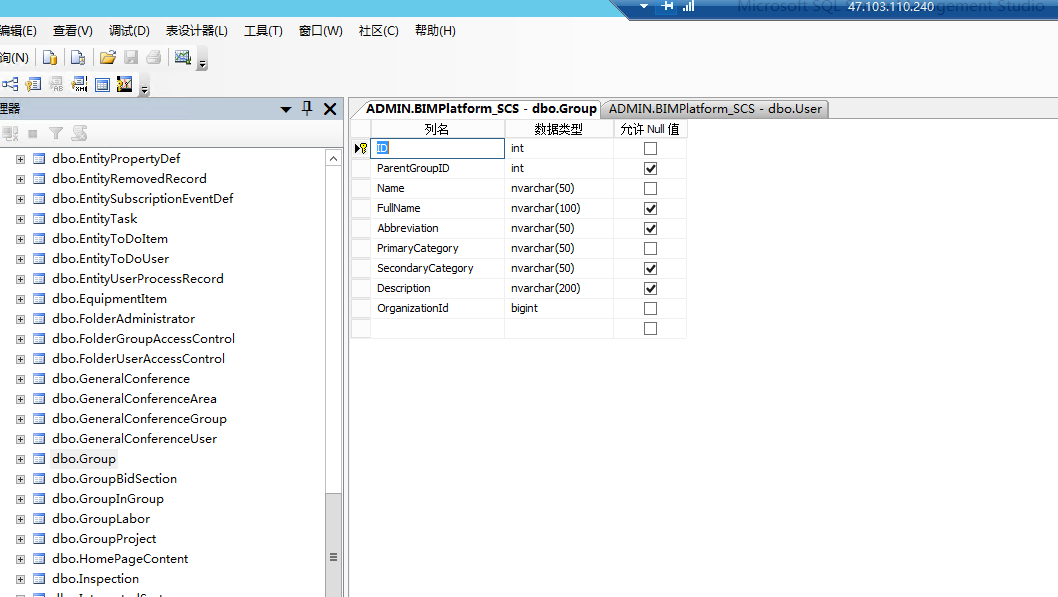 Microsoft SQL
47.103.110.240
agement Studio
编辑(E) 查看(V) 调试(D) 表设计器(L) 工具(T) 窗口(W) 社区(C) 帮助(H)
询(N)
理器
ADMIN.BIMPlatform_SCS - dbo.Group
ADMIN.BIMPlatform_SCS - dbo.User
列名 数据类型 允许 Null 值
ID int
ParentGroupID int
Name nvarchar(50)
FullName nvarchar(100)
Abbreviation nvarchar(50)
PrimaryCategory nvarchar(50)
SecondaryCategory nvarchar(50)
Description nvarchar(200)
OrganizationId bigint
dbo.EntityPropertyDef
dbo.EntityRemovedRecord
dbo.EntitySubscriptionEventDef
dbo.EntityTask
dbo.EntityToDoItem
dbo.EntityToDoUser
dbo.EntityUserProcessRecord
dbo.EquipmentItem
dbo.FolderAdministrator
dbo.FolderGroupAccessControl
dbo.FolderUserAccessControl
dbo.GeneralConference
dbo.GeneralConferenceArea
dbo.GeneralConferenceGroup
dbo.GeneralConferenceUser
dbo.Group
dbo.GroupBidSection
dbo.GroupInGroup
dbo.GroupLabor
dbo.GroupProject
dbo.HomePageContent
dbo.Inspection